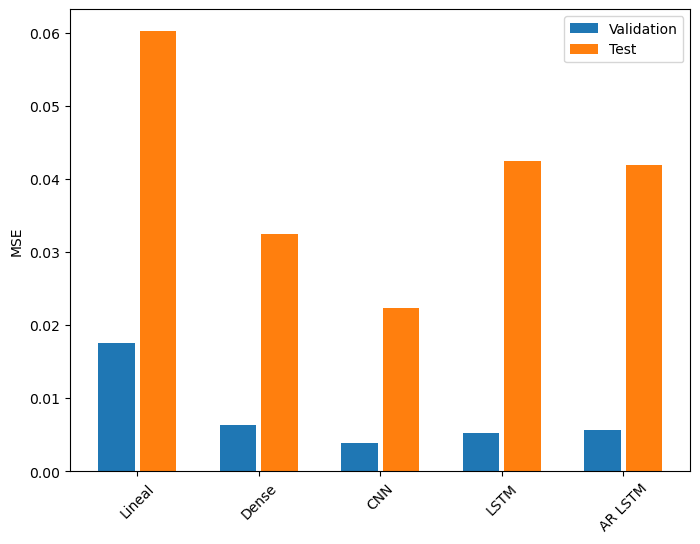 Validation
Test
MSE
0.06
0.05
0.04
0.03
0.02
0.01
0.00
Lineal
Dense
CNN
LSTM
AR LSTM